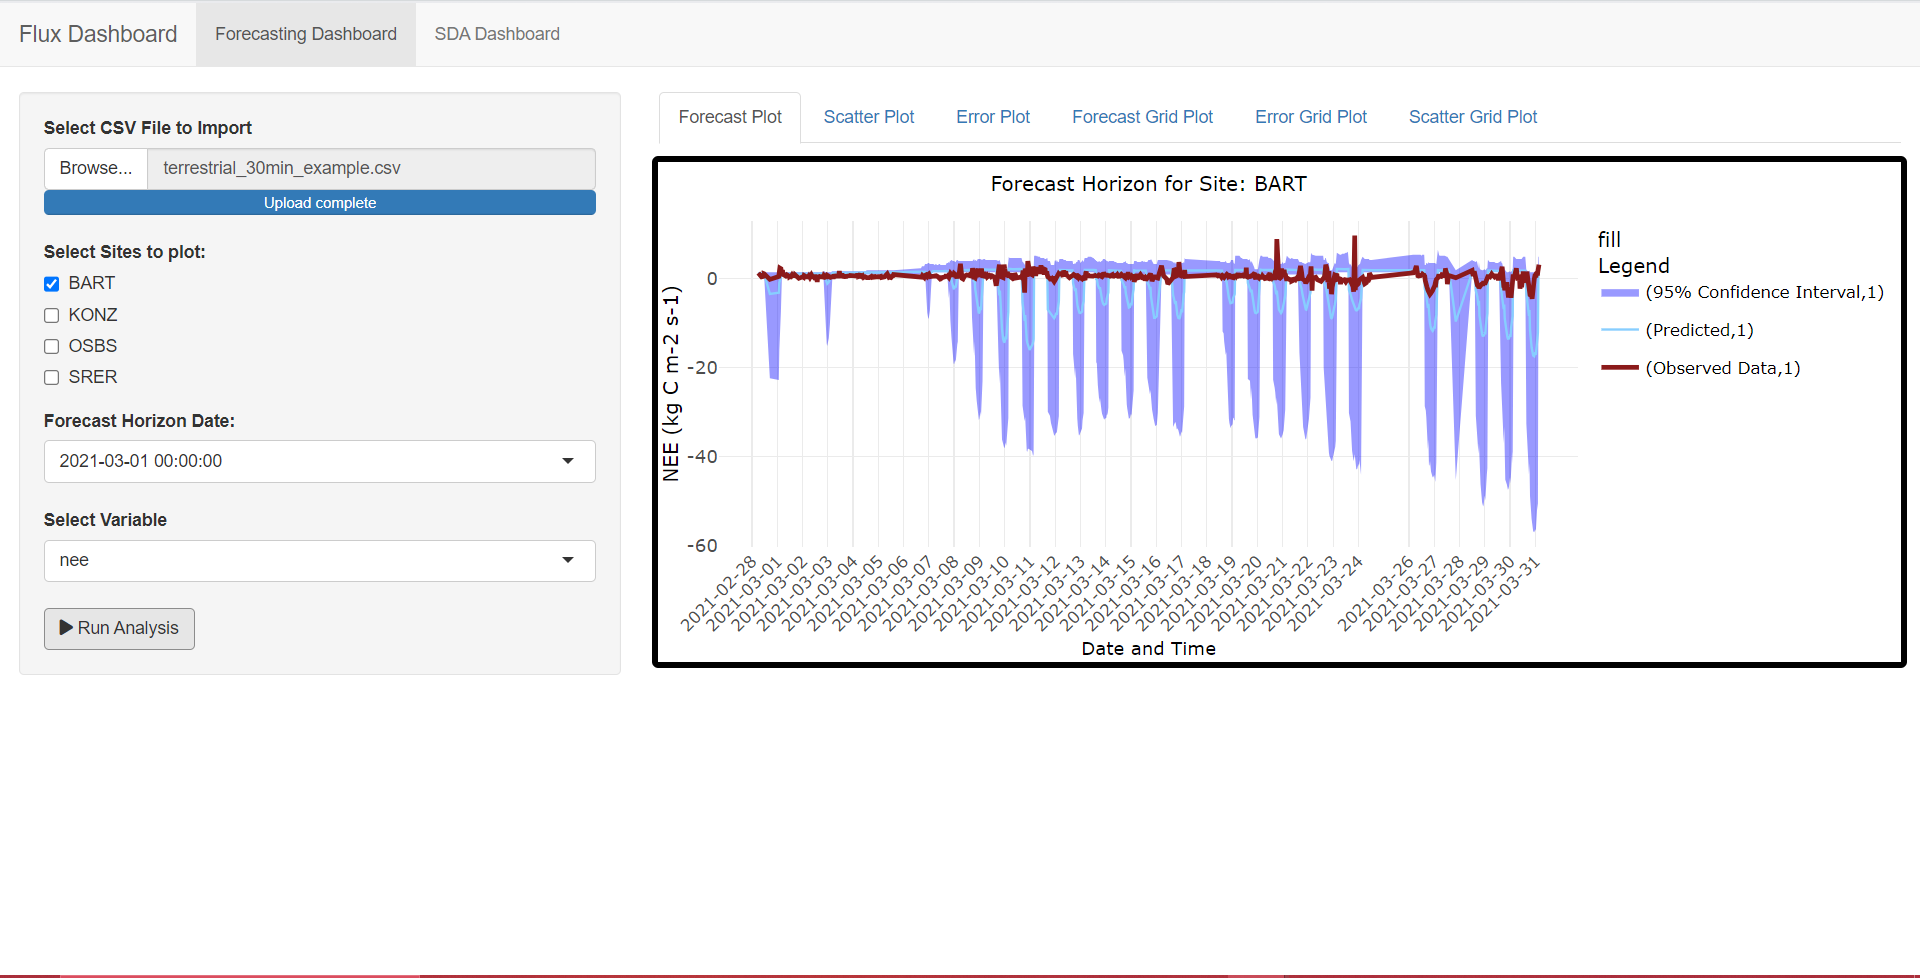 Flux Dashboard
Forecasting Dashboard
SDA Dashboard
Select CSV File to Import
Browse...
terrestrial_30min_example.csv
Upload complete
Select Sites to plot:
BART
KONZ
OSBS
SRER
Forecast Horizon Date:
2021-03-01 00:00:00
Select Variable
nee
Run Analysis
Forecast Plot
Scatter Plot
Error Plot
Forecast Grid Plot
Error Grid Plot
Scatter Grid Plot
Forecast Horizon for Site: BART
NEE (kg C m-2 s-1)
0
-20
-40
-60
2021-02-28
2021-03-01
2021-03-02
2021-03-03
2021-03-04
2021-03-05
2021-03-06
2021-03-07
2021-03-08
2021-03-09
2021-03-10
2021-03-11
2021-03-12
2021-03-13
2021-03-14
2021-03-15
2021-03-16
2021-03-17
2021-03-18
2021-03-19
2021-03-20
2021-03-21
2021-03-22
2021-03-23
2021-03-24
2021-03-26
2021-03-27
2021-03-28
2021-03-29
2021-03-30
2021-03-31
Date and Time
fill
Legend
(95% Confidence Interval,1)
(Predicted,1)
(Observed Data,1)